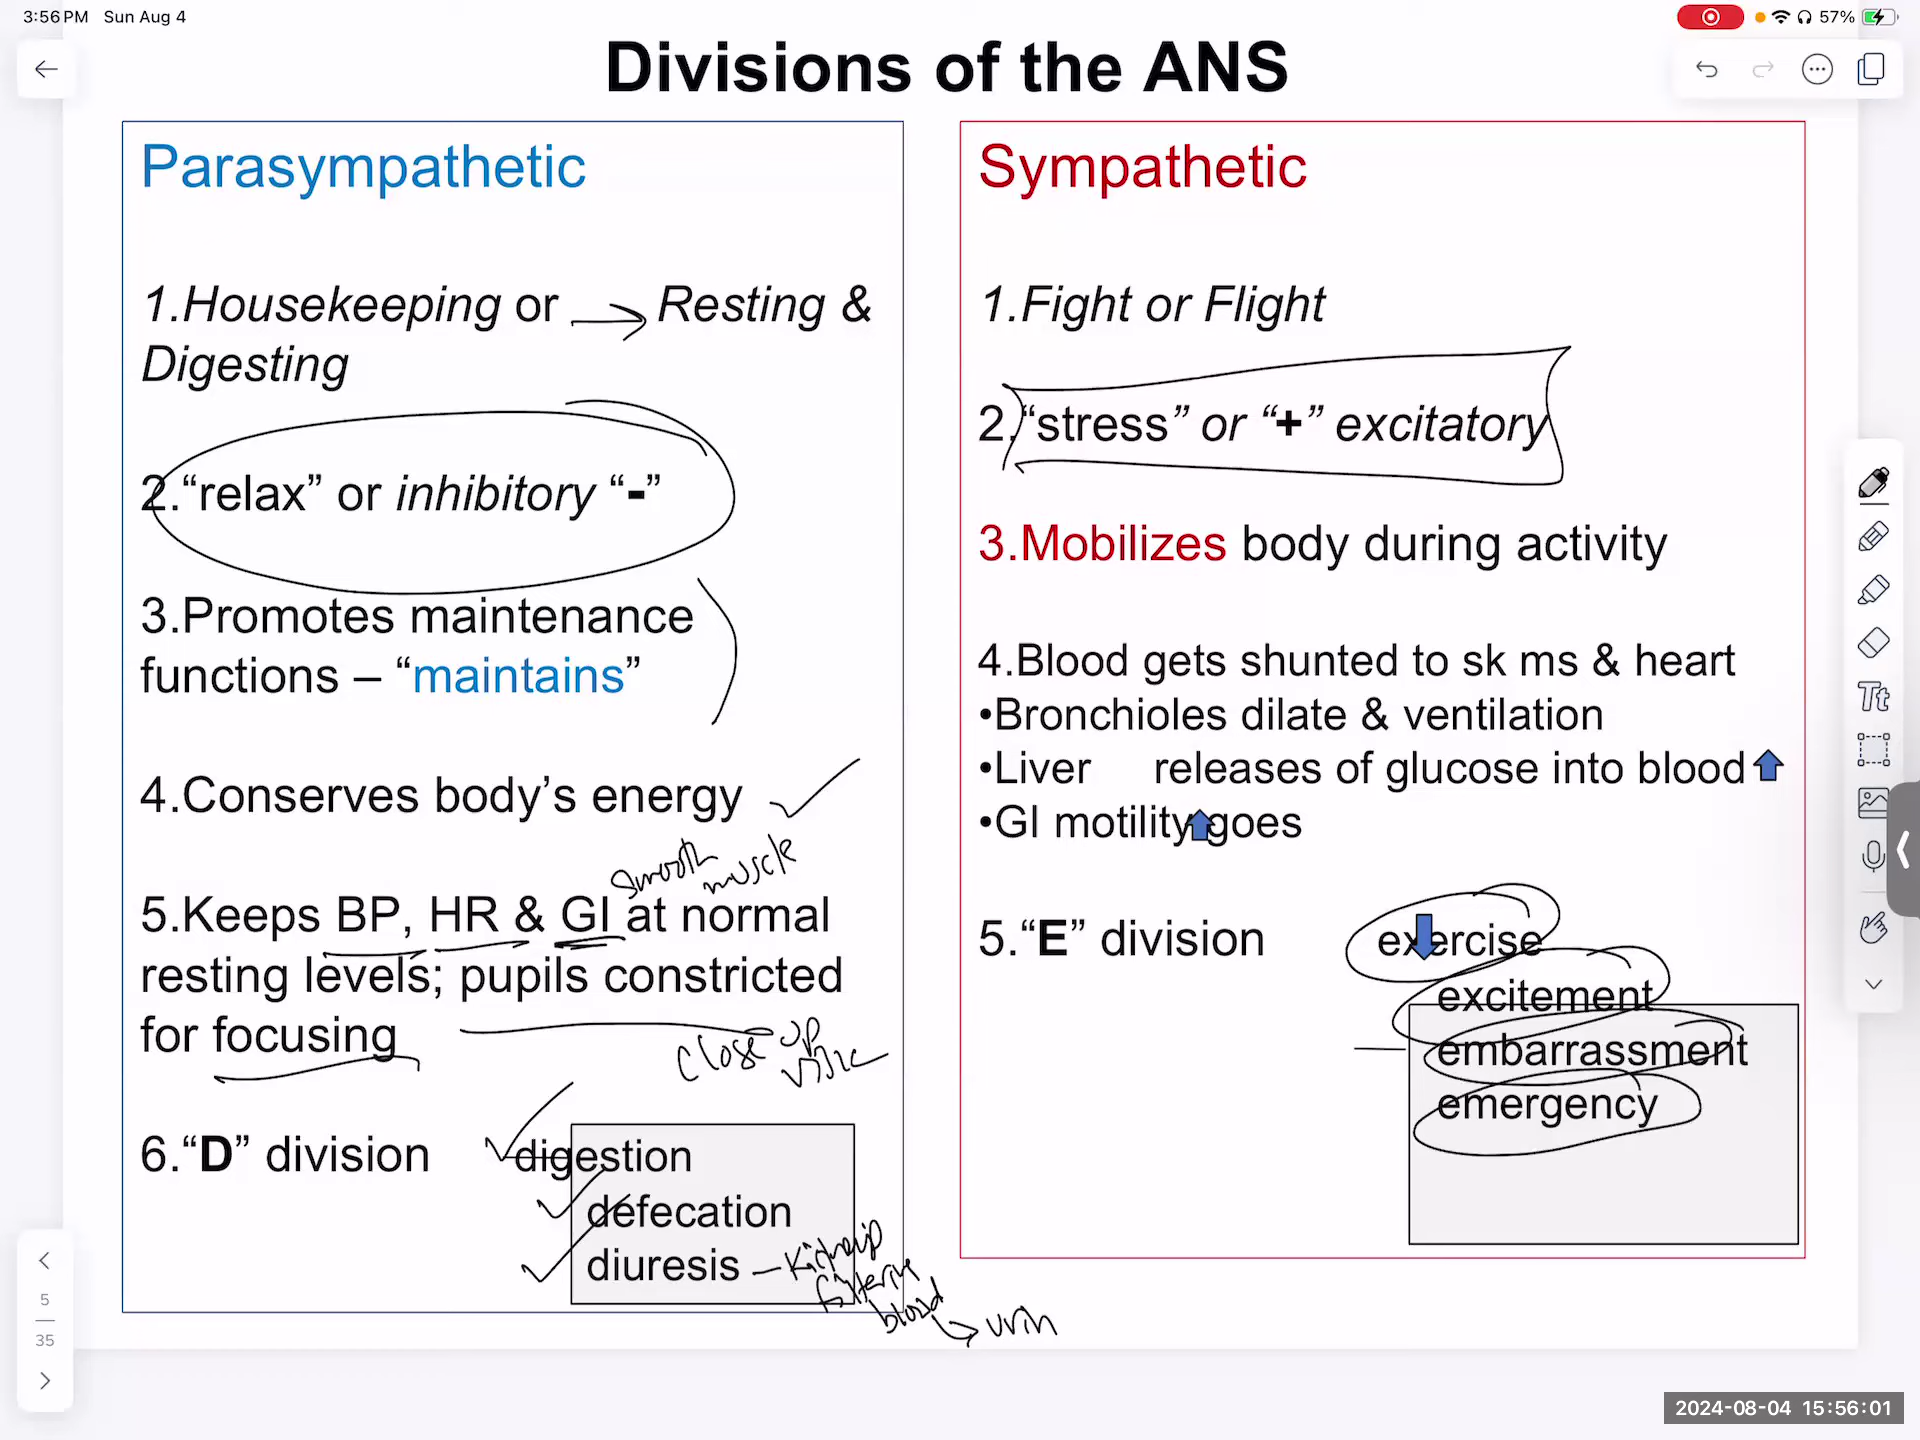 3:56 PM Sun Aug 4
57%
Divisions of the ANS
Parasympathetic
1.Housekeeping or Resting &
Digesting
2.“relax” or inhibitory “-”
3.Promotes maintenance
functions – “maintains”
4.Conserves body’s energy
smooth
muscle
5.Keeps BP, HR & GI at normal
resting levels; pupils constricted
for focusing
close up
6.“D” division digestion
defecation
diuresis
blood
Sympathetic
1.Fight or Flight
2.“stress” or “+” excitatory
3.Mobilizes body during activity
4.Blood gets shunted to sk ms & heart
•Bronchioles dilate & ventilation
•Liver releases of glucose into blood
•GI motility goes
5.“E” division exercise
excitement
embarrassment
emergency
Tt
5
35
2024-08-04 15:56:01